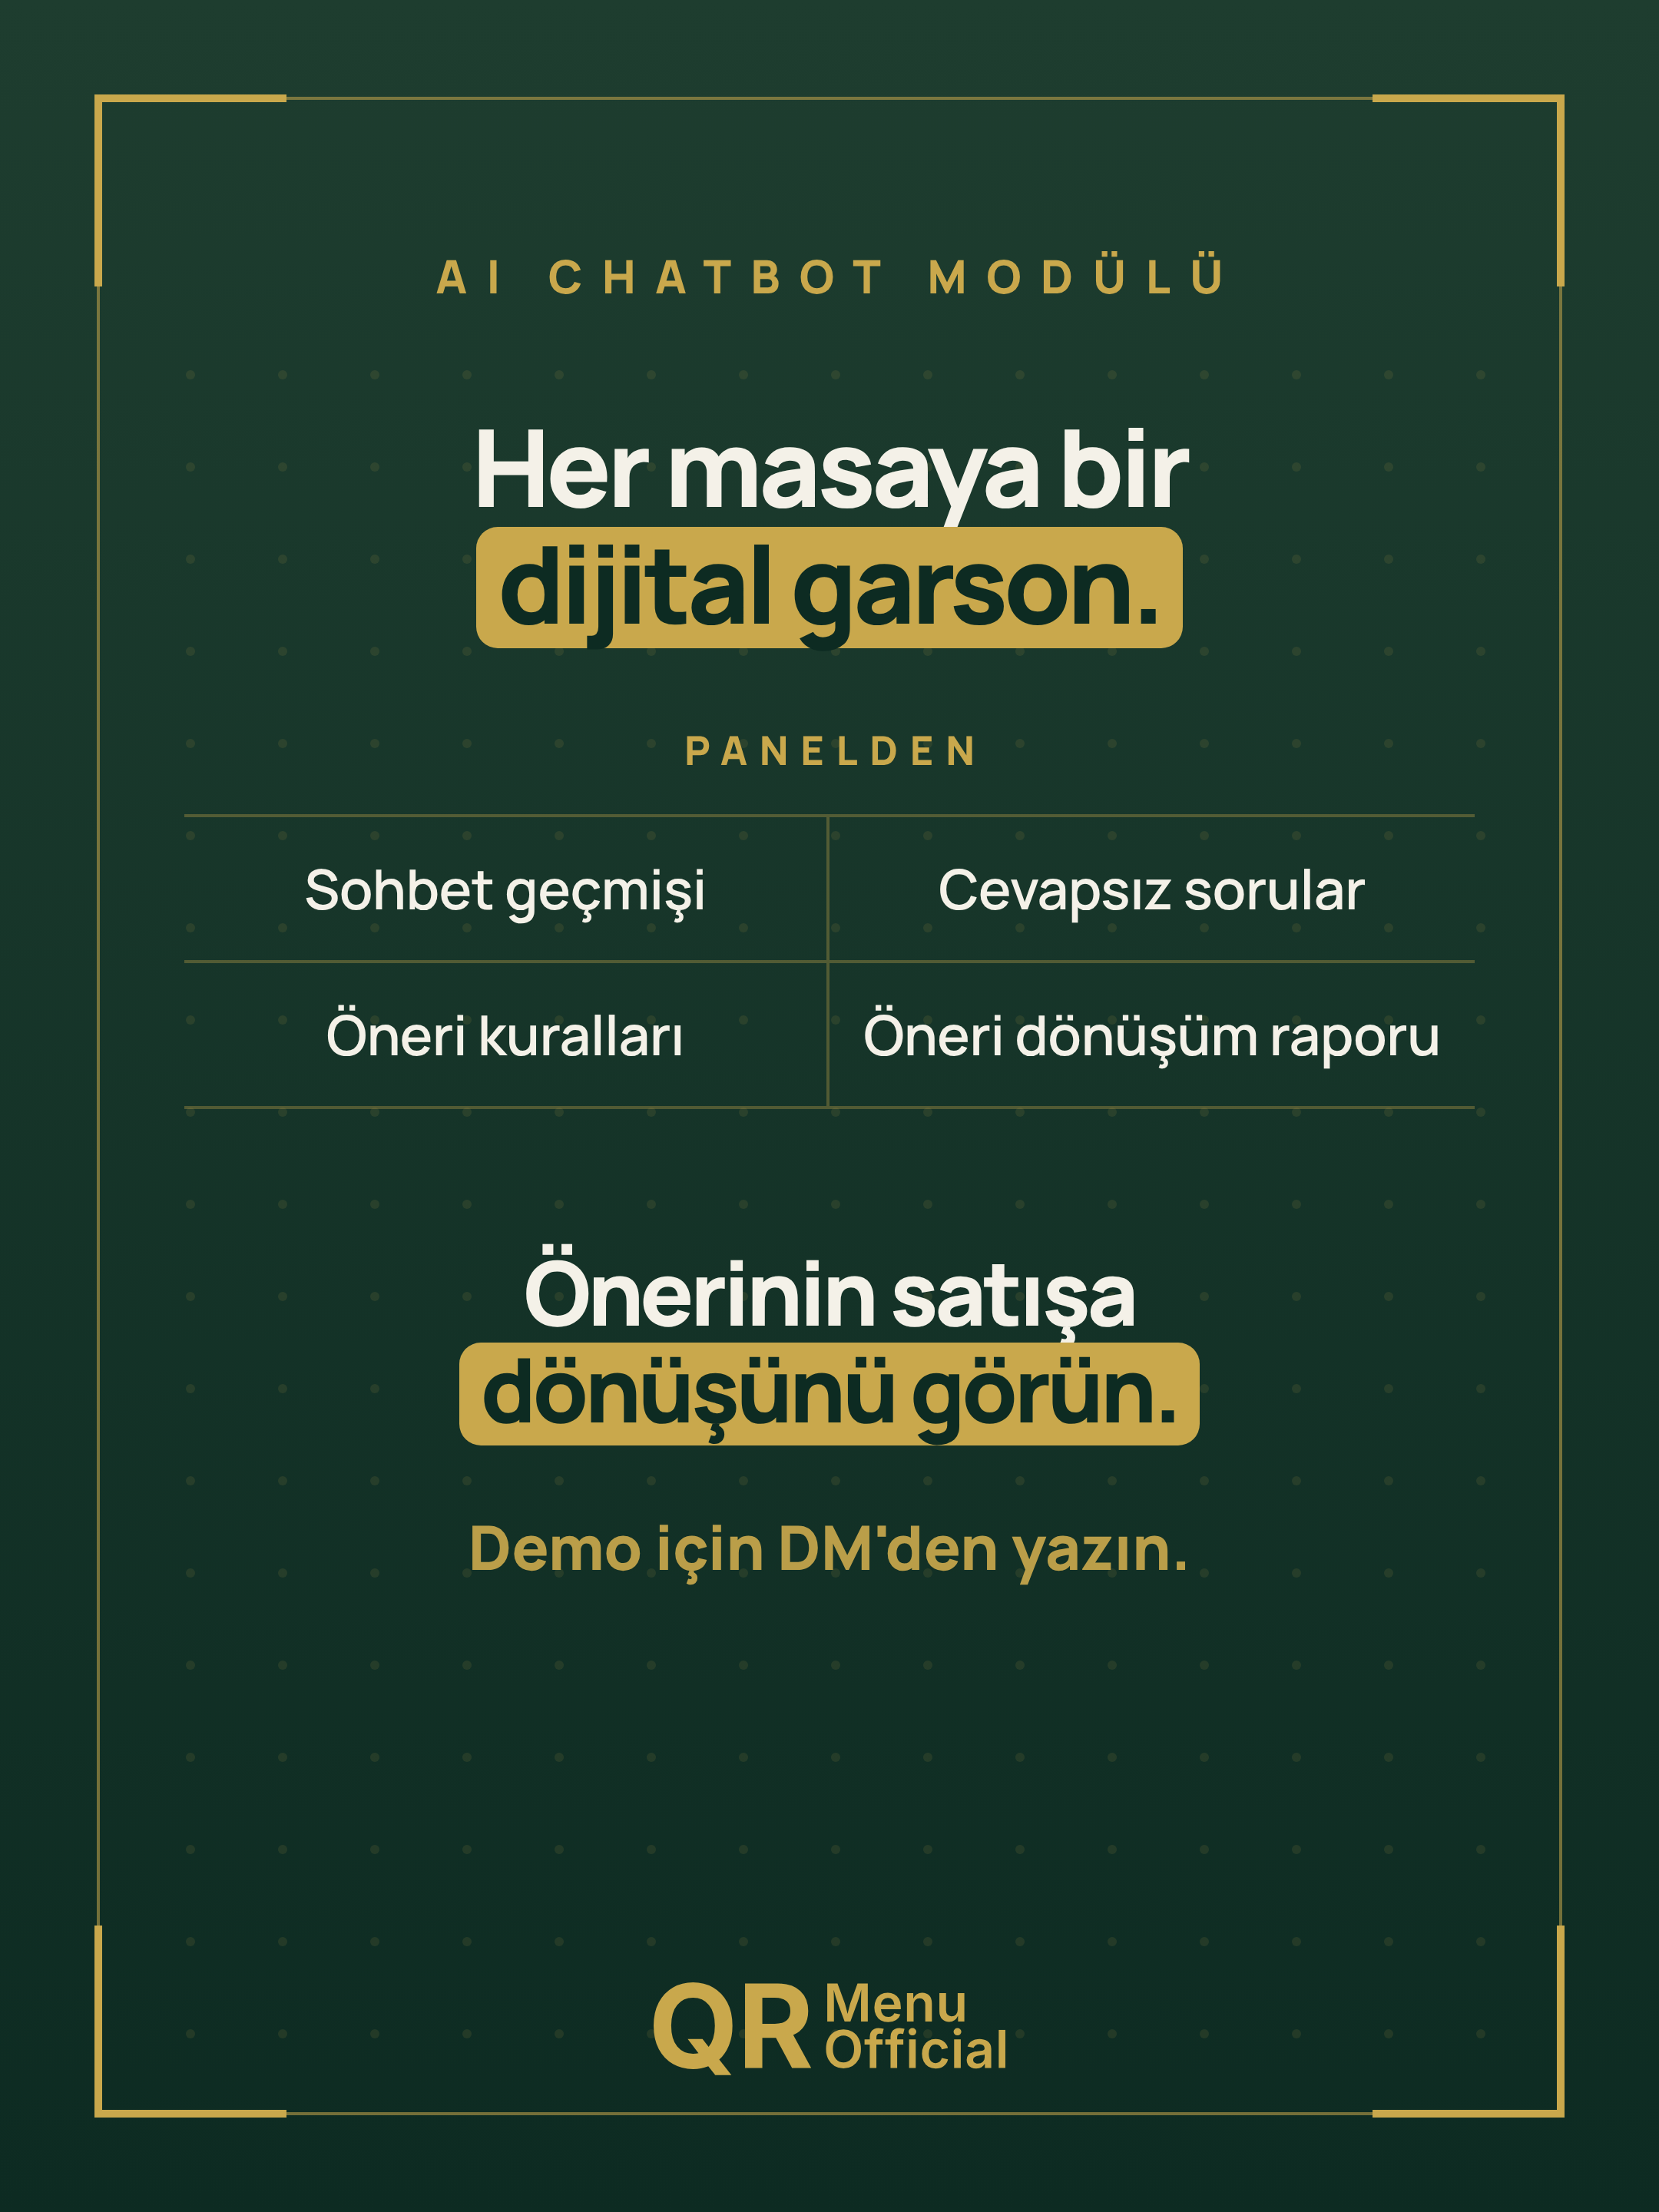 AI CHATBOT MODÜLÜ
Her masaya bir
dijital garson.
PANELDEN
Sohbet geçmişi
Cevapsız sorular
Öneri kuralları
Öneri dönüşüm raporu
Önerinin satışa
dönüşünü görün.
Demo için DM'den yazın.
QR Menu
Official